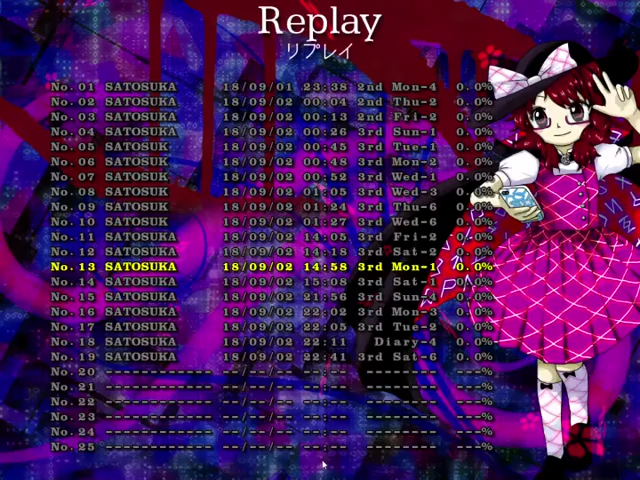 Replay
リプレイ
No. 01 SATOSUKA 18/09/01 23:38 2nd Mon-4 0.0%
No. 02 SATOSUKA 18/09/02 00:04 2nd Thu-2 0.0%
No. 03 SATOSUKA 18/09/02 00:13 2nd Fri-2 0.0%
No. 04 SATOSUKA 18/09/02 00:26 3rd Sun-1 0.0%
No. 05 SATOSUK 18/09/02 00:45 3rd Tue-1 0.0%
No. 06 SATOSUK 18/09/02 00:48 3rd Mon-2 0.0%
No. 07 SATOSUK 18/09/02 00:52 3rd Wed-1 0.0%
No. 08 SATOSUK 18/09/02 01:05 3rd Wed-3 0.0%
No. 09 SATOSUK 18/09/02 01:24 3rd Thu-6 0.0%
No. 10 SATOSUK 18/09/02 01:27 3rd Wed-6 0.0%
No. 11 SATOSUKA 18/09/02 14:05 3rd Fri-2 0.0%
No. 12 SATOSUKA 18/09/02 14:18 3rd Sat-2 0.0%
No. 13 SATOSUKA 18/09/02 14:58 3rd Mon-1 0.0%
No. 14 SATOSUKA 18/09/02 15:08 3rd Sat-1 0.0%
No. 15 SATOSUKA 18/09/02 21:56 3rd Sun-4 0.0%
No. 16 SATOSUKA 18/09/02 22:02 3rd Mon-3 0.0%
No. 17 SATOSUKA 18/09/02 22:05 3rd Tue-2 0.0%
No. 18 SATOSUKA 18/09/02 22:11 Diary-4 0.0%
No. 19 SATOSUKA 18/09/02 22:41 3rd Sat-6 0.0%
No. 20 ------------ --/--/-- --:-- -------- ---%
No. 21 ------------ --/--/-- --:-- -------- ---%
No. 22 ------------ --/--/-- --:-- -------- ---%
No. 23 ------------ --/--/-- --:-- -------- ---%
No. 24 ------------ --/--/-- --:-- -------- ---%
No. 25 ------------ --/--/-- --:-- -------- ---%